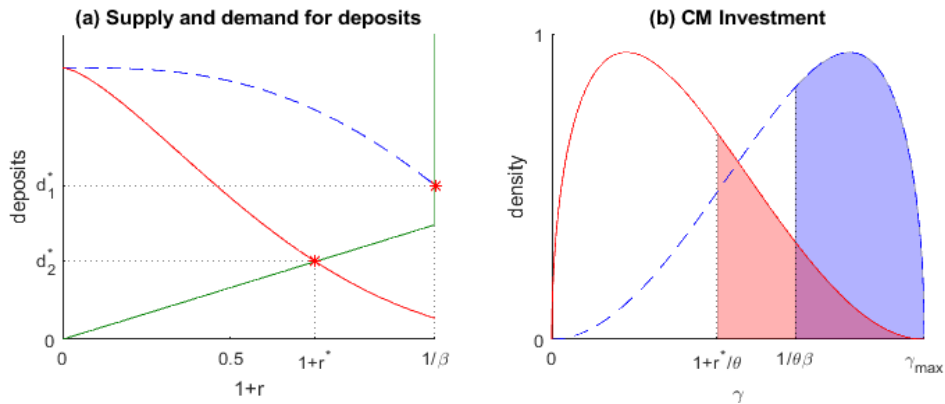 (a) Supply and demand for deposits
deposits
d₁*
d₂*
0
0
0.5
1+r*
1/β
1+r
(b) CM Investment
1
density
0
0
1+r*/θ
1/θβ
γmax
γ